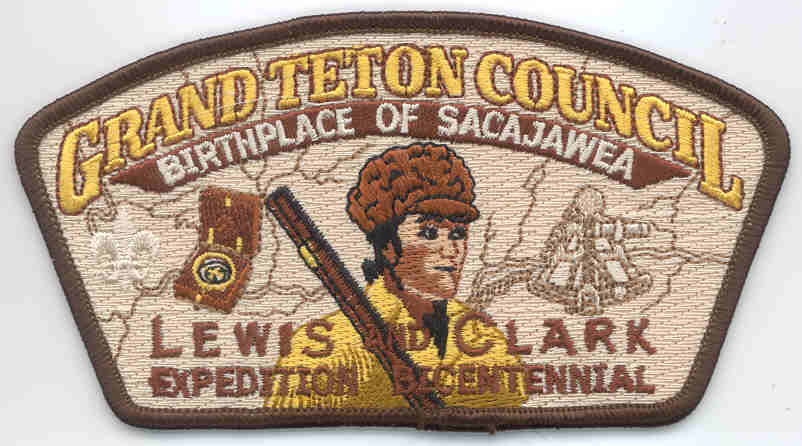 GRAND TETON COUNCIL
BIRTHPLACE OF SACAJAWEA
LEWIS AND CLARK
EXPEDITION BICENTENNIAL